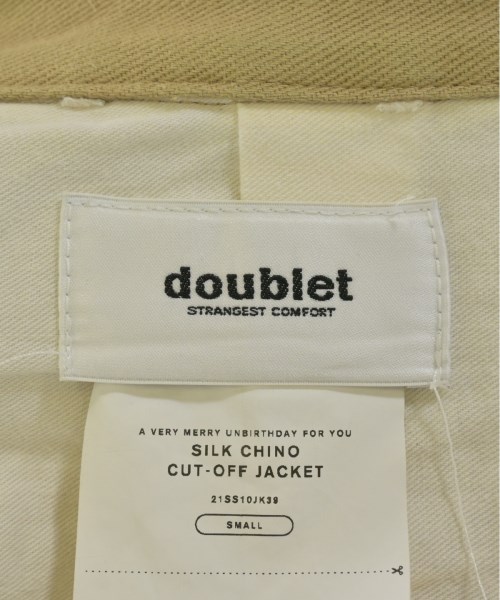 doublet
STRANGEST COMFORT
A VERY MERRY UNBIRTHDAY FOR YOU
SILK CHINO
CUT-OFF JACKET
21SS10JK39
SMALL